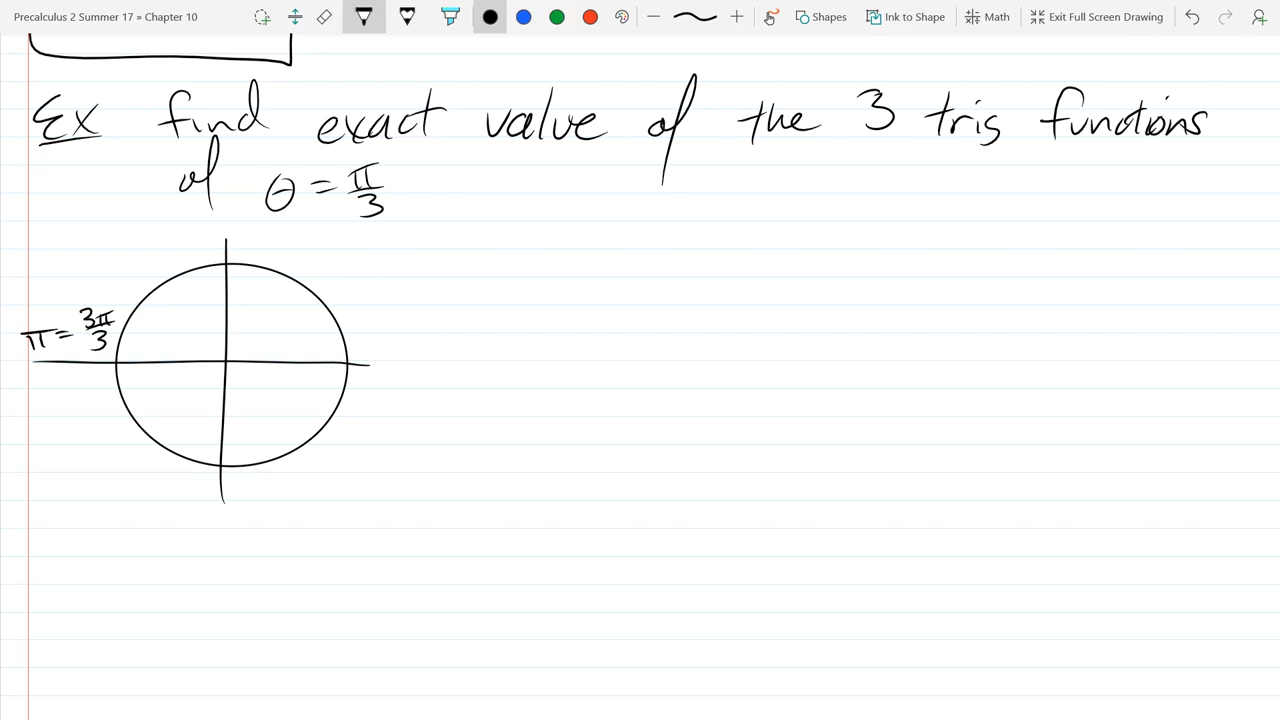 Precalculus 2 Summer 17 » Chapter 10
Shapes
Ink to Shape
Math
Exit Full Screen Drawing
Ex find exact value of the 3 trig functions
of θ = π/3
π = 3π/3